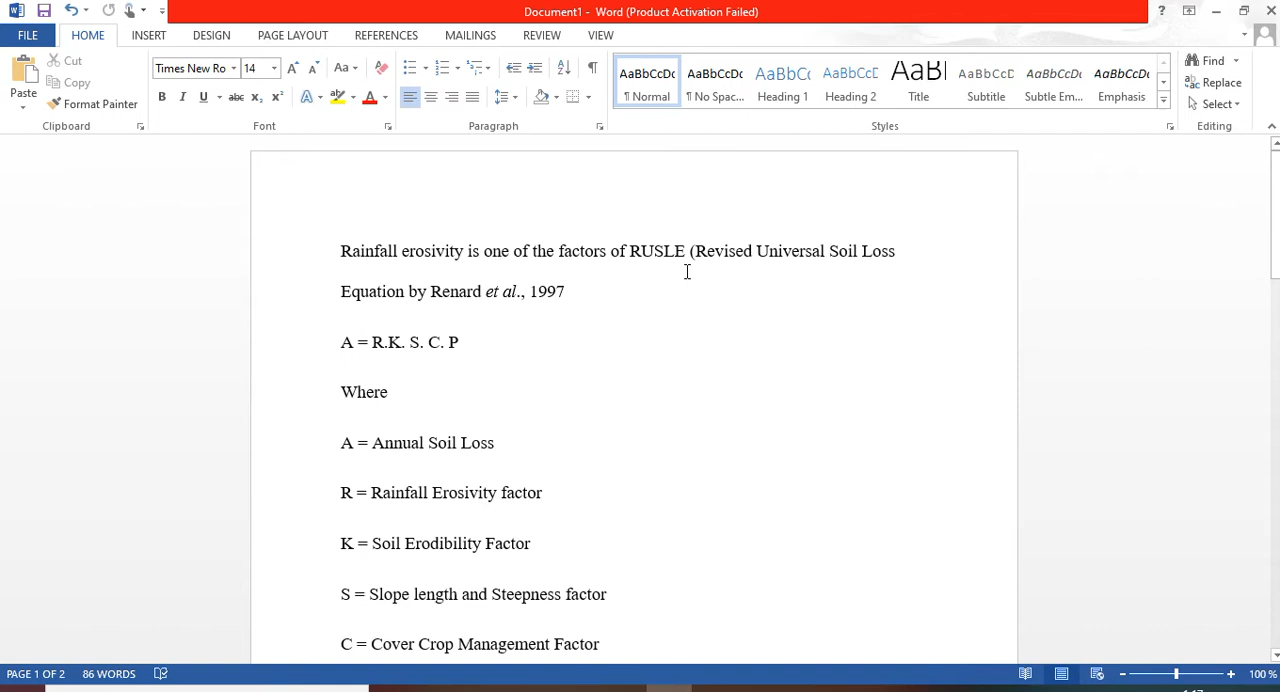 Document1 - Word (Product Activation Failed)
FILE HOME INSERT DESIGN PAGE LAYOUT REFERENCES MAILINGS REVIEW VIEW
Paste
Cut
Copy
Format Painter
Clipboard
Times New Ro 14
Font
Paragraph
AaBbCcDc AaBbCcDc AaBbCc AaBbCcD AaBl AaBbCcD AaBbCcDc AaBbCcDc
¶ Normal ¶ No Spac... Heading 1 Heading 2 Title Subtitle Subtle Em... Emphasis
Styles
Find
Replace
Select
Editing
Rainfall erosivity is one of the factors of RUSLE (Revised Universal Soil Loss
Equation by Renard et al., 1997
A = R.K. S. C. P
Where
A = Annual Soil Loss
R = Rainfall Erosivity factor
K = Soil Erodibility Factor
S = Slope length and Steepness factor
C = Cover Crop Management Factor
PAGE 1 OF 2 86 WORDS 100 %